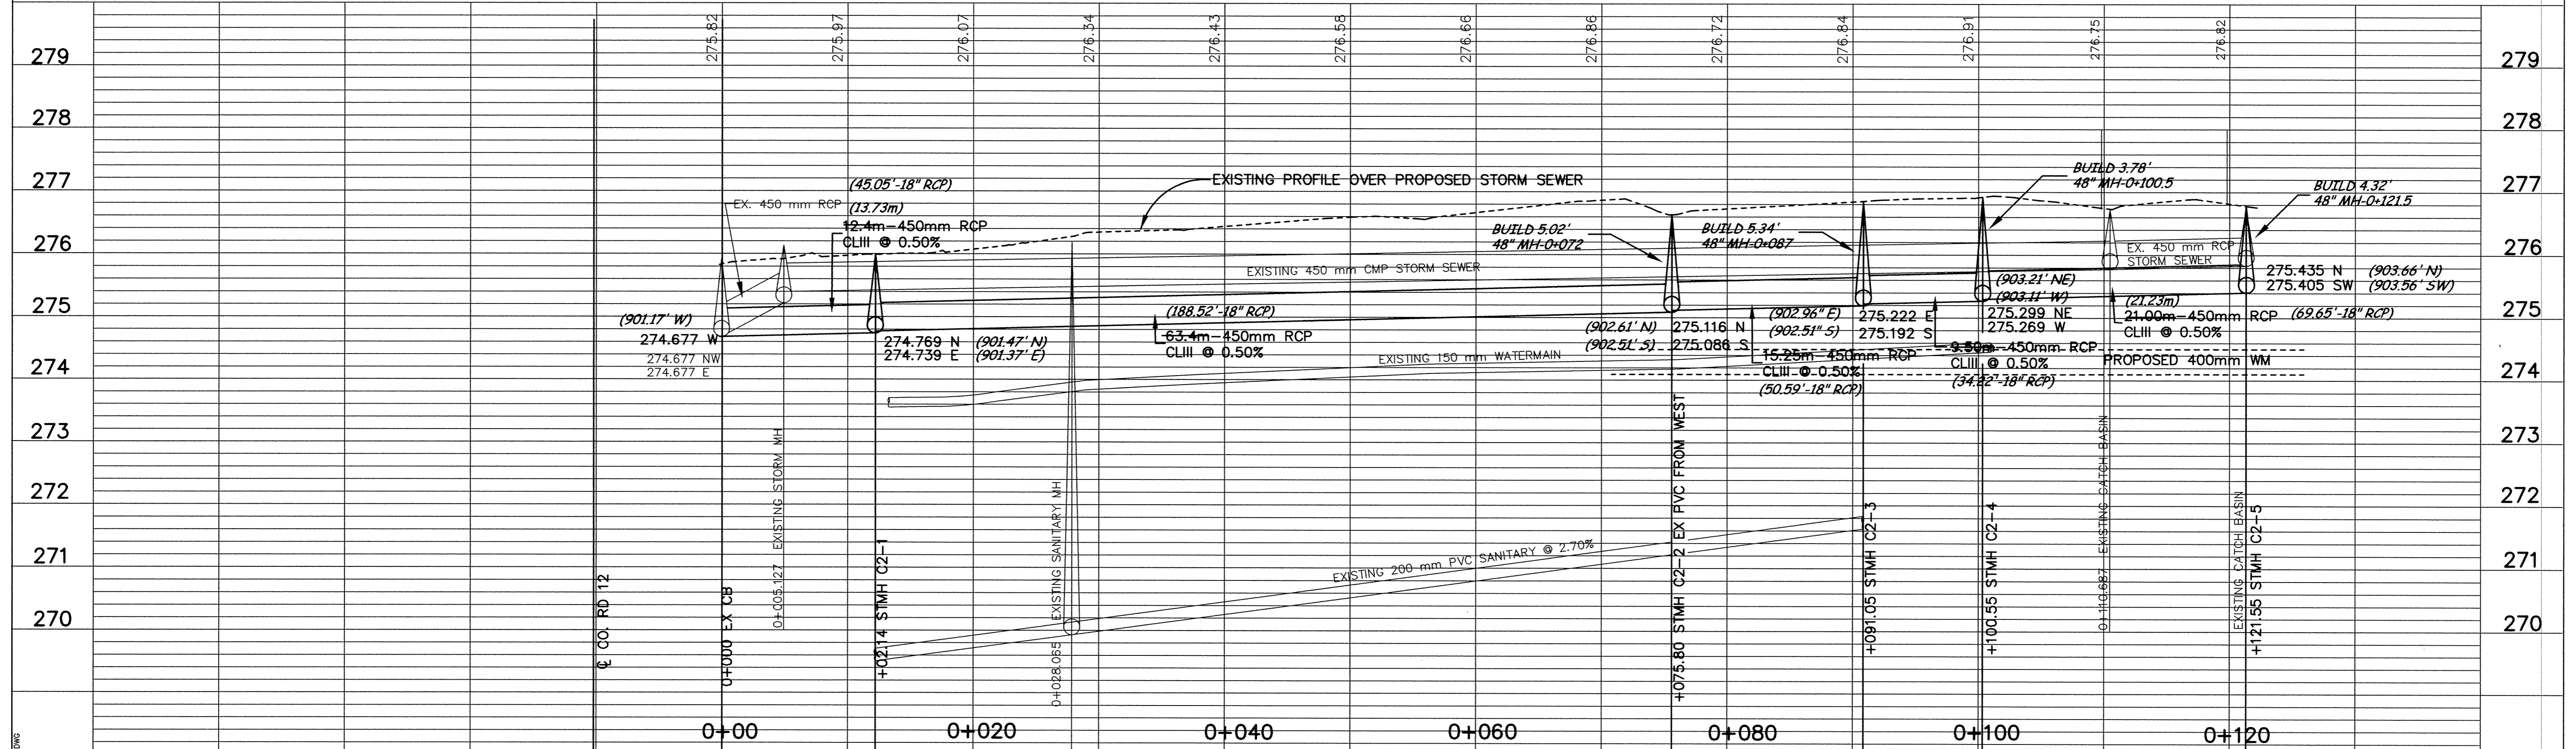 275.82
275.97
276.07
276.34
276.43
276.58
276.66
276.86
276.72
276.84
276.91
276.75
276.82
279
279
278
278
277
277
276
276
275
275
274
274
273
273
272
272
271
271
270
270
(45.05'-18" RCP)
EX. 450 mm RCP
(13.73m)
12.4m-450mm RCP
CLIII @ 0.50%
EXISTING PROFILE OVER PROPOSED STORM SEWER
BUILD 5.02'
48" MH-0+072
BUILD 5.34'
48" MH-0+087
BUILD 3.78'
48" MH-0+100.5
BUILD 4.32'
48" MH-0+121.5
EXISTING 450 mm CMP STORM SEWER
EX. 450 mm RCP
STORM SEWER
275.435 N (903.66' N)
275.405 SW (903.56' SW)
(901.17' W)
274.677 W
274.677 NW
274.677 E
274.769 N (901.47' N)
274.739 E (901.37' E)
(188.52'-18" RCP)
63.4m-450mm RCP
CLIII @ 0.50%
(902.61' N) 275.116 N
(902.51' S) 275.086 S
(902.96" E) 275.222 E
(902.51" S) 275.192 S
(903.21' NE)
(903.11' W)
275.299 NE
275.269 W
(21.23m)
21.00m-450mm RCP (69.65'-18" RCP)
CLIII @ 0.50%
15.25m-450mm RCP
CLIII @ 0.50%
(50.59'-18" RCP)
9.50m-450mm RCP
CLIII @ 0.50%
(34.22'-18" RCP)
PROPOSED 400mm WM
EXISTING 150 mm WATERMAIN
EXISTING 200 mm PVC SANITARY @ 2.70%
℄ CO. RD 12
0+000 EX CB
0+005.127 EXISTING STORM MH
+02.14 STMH C2-1
0+028.065 EXISTING SANITARY MH
+075.80 STMH C2-2 EX PVC FROM WEST
+091.05 STMH C2-3
+100.55 STMH C2-4
0+110.687 EXISTING CATCH BASIN
EXISTING CATCH BASIN
+121.55 STMH C2-5
0+00
0+020
0+040
0+060
0+080
0+100
0+120
DWG